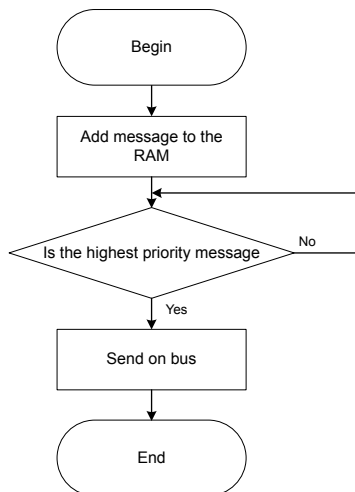 Begin
Add message to the
RAM
Is the highest priority message
No
Yes
Send on bus
End